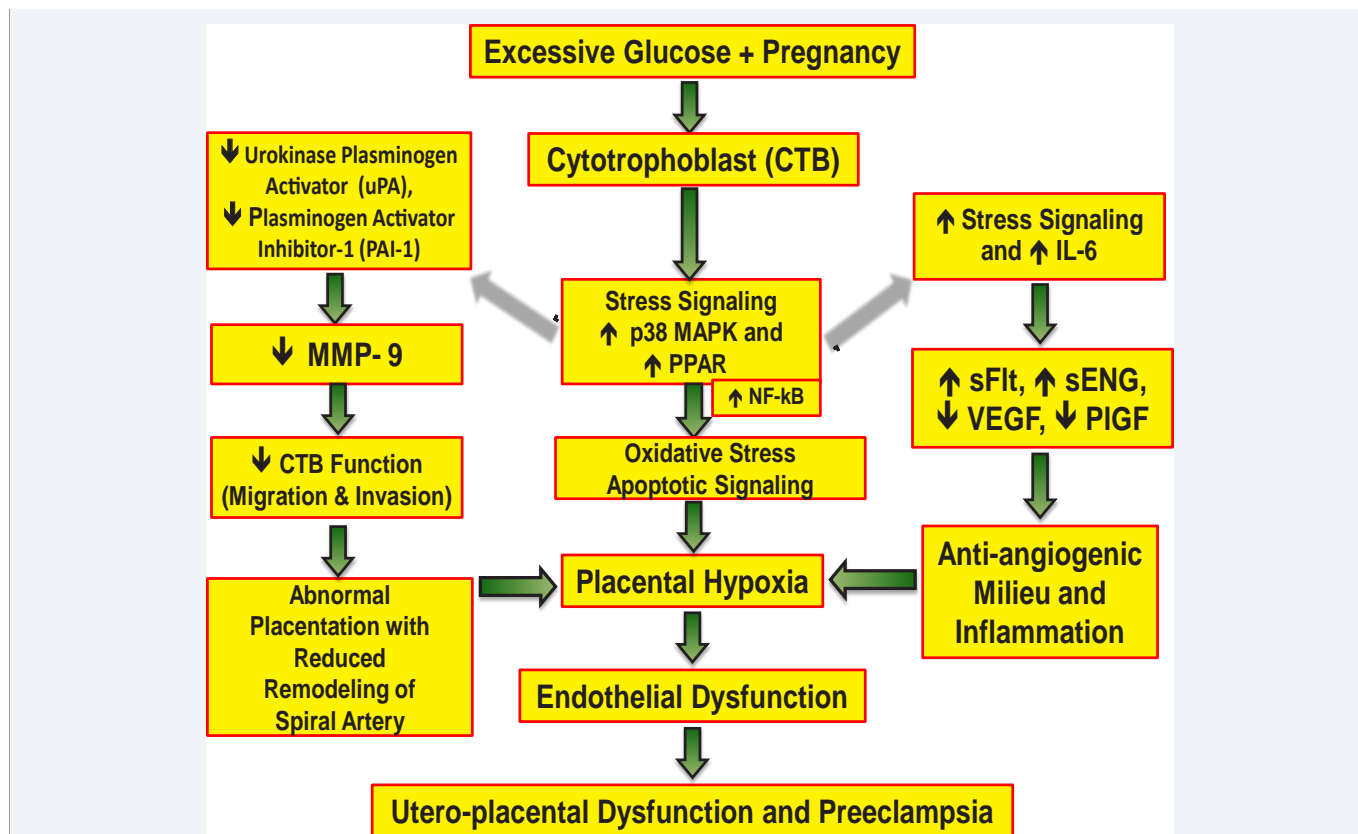 Excessive Glucose + Pregnancy
Cytotrophoblast (CTB)
🡻 Urokinase Plasminogen
Activator (uPA),
🡻 Plasminogen Activator
Inhibitor-1 (PAI-1)
🡹 Stress Signaling
and 🡹 IL-6
Stress Signaling
🡹 p38 MAPK and
🡹 PPAR
🡹 NF-kB
🡻 MMP- 9
🡹 sFlt, 🡹 sENG,
🡻 VEGF, 🡻 PlGF
🡻 CTB Function
(Migration & Invasion)
Oxidative Stress
Apoptotic Signaling
Abnormal
Placentation with
Reduced
Remodeling of
Spiral Artery
Placental Hypoxia
Anti-angiogenic
Milieu and
Inflammation
Endothelial Dysfunction
Utero-placental Dysfunction and Preeclampsia